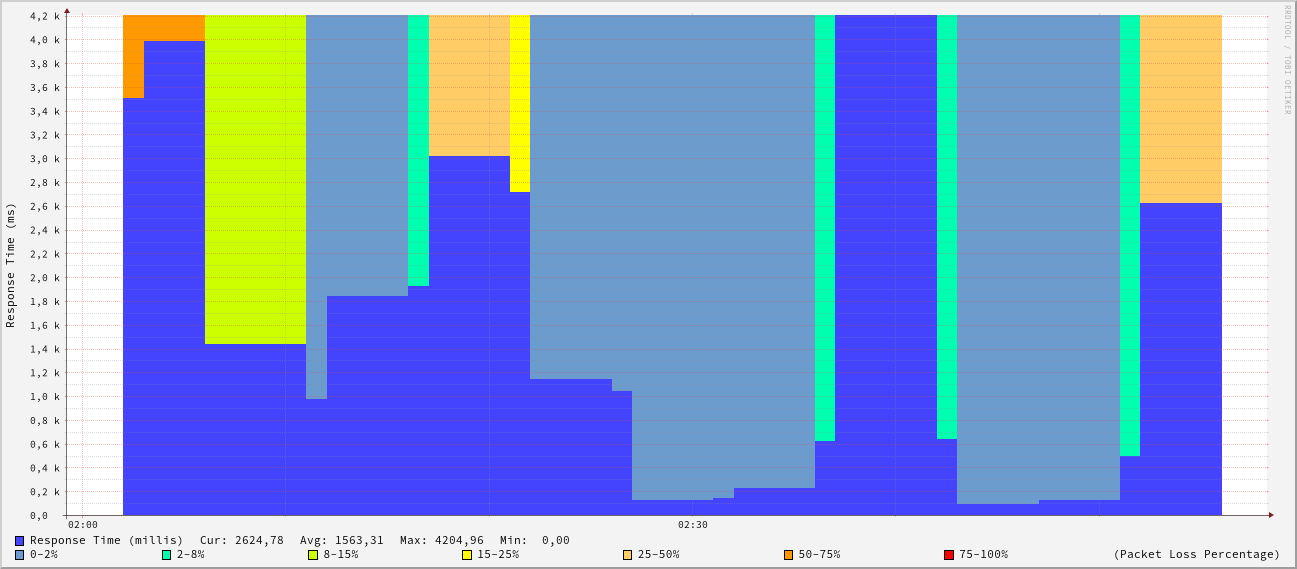 4,2 k
4,0 k
3,8 k
3,6 k
3,4 k
3,2 k
3,0 k
2,8 k
2,6 k
2,4 k
2,2 k
2,0 k
1,8 k
1,6 k
1,4 k
1,2 k
1,0 k
0,8 k
0,6 k
0,4 k
0,2 k
0,0
Response Time (ms)
RRDTOOL / TOBI OETIKER
02:00 02:30
Response Time (millis) Cur: 2624,78 Avg: 1563,31 Max: 4204,96 Min: 0,00
0-2% 2-8% 8-15% 15-25% 25-50% 50-75% 75-100% (Packet Loss Percentage)